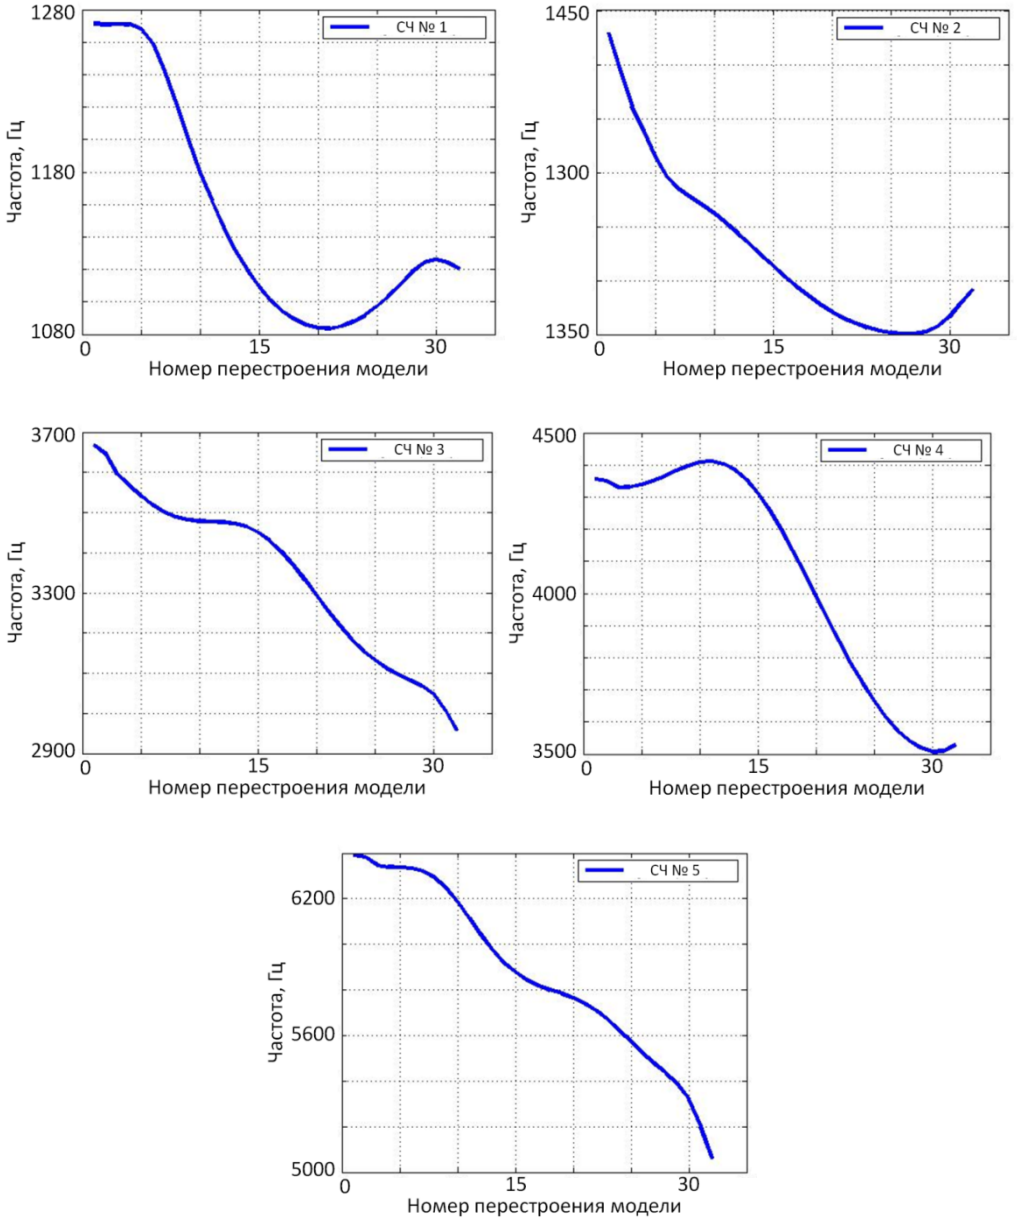 1280
СЧ № 1
1180
1080
0
15
30
Частота, Гц
Номер перестроения модели
1450
СЧ № 2
1300
1350
0
15
30
Частота, Гц
Номер перестроения модели
3700
СЧ № 3
3300
2900
0
15
30
Частота, Гц
Номер перестроения модели
4500
СЧ № 4
4000
3500
0
15
30
Частота, Гц
Номер перестроения модели
СЧ № 5
6200
5600
5000
0
15
30
Частота, Гц
Номер перестроения модели